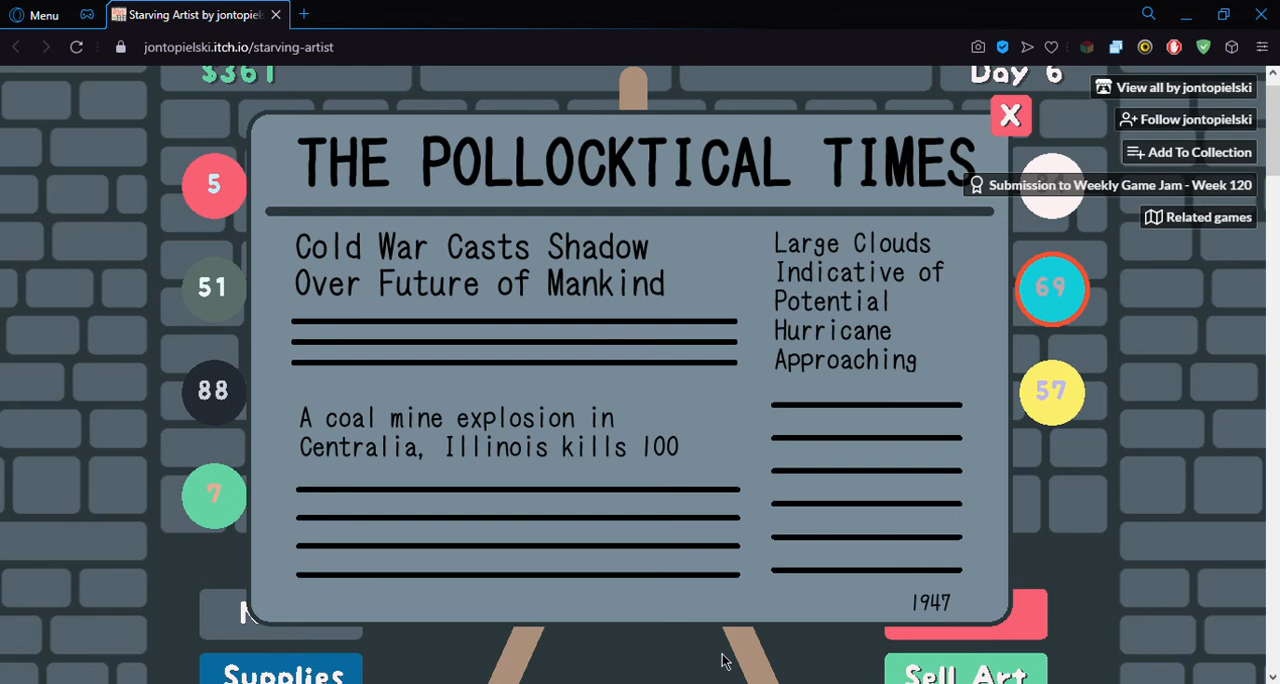 Menu
Starving Artist by jontopiels
jontopielski.itch.io/starving-artist
$361
Day 6
View all by jontopielski
Follow jontopielski
Add To Collection
Submission to Weekly Game Jam - Week 120
Related games
THE POLLOCKTICAL TIMES
X
5
51
88
7
69
57
Cold War Casts Shadow
Over Future of Mankind
A coal mine explosion in
Centralia, Illinois kills 100
Large Clouds
Indicative of
Potential
Hurricane
Approaching
1947
Supplies
Sell Art